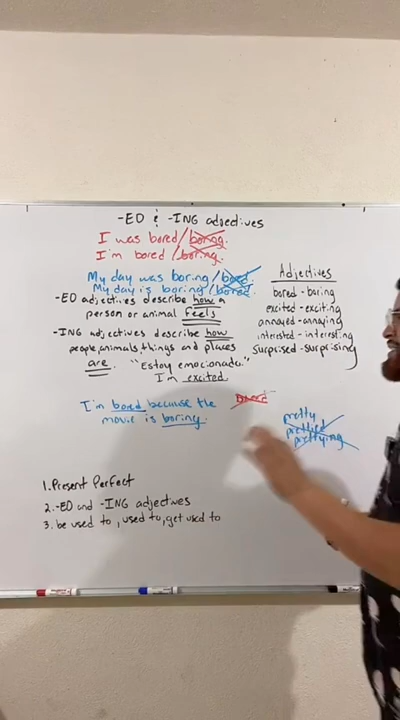 -ED & -ING adjectives
I was bored/boring.
I'm bored/boring.
My day was boring/bored.
My day is boring/bored.
-ED adjectives describe how a
person or animal feels
-ING adjectives describe how
people, animals, things and places
are. "Estoy emocionado."
I'm excited.
Adjectives
bored - boring
excited - exciting
annoyed - annoying
interested - interesting
surprised - surprising
I'm bored because the
movie is boring.
pretty
prettied
prettying
1. Present Perfect
2. -ED and -ING adjectives
3. be used to, used to, get used to